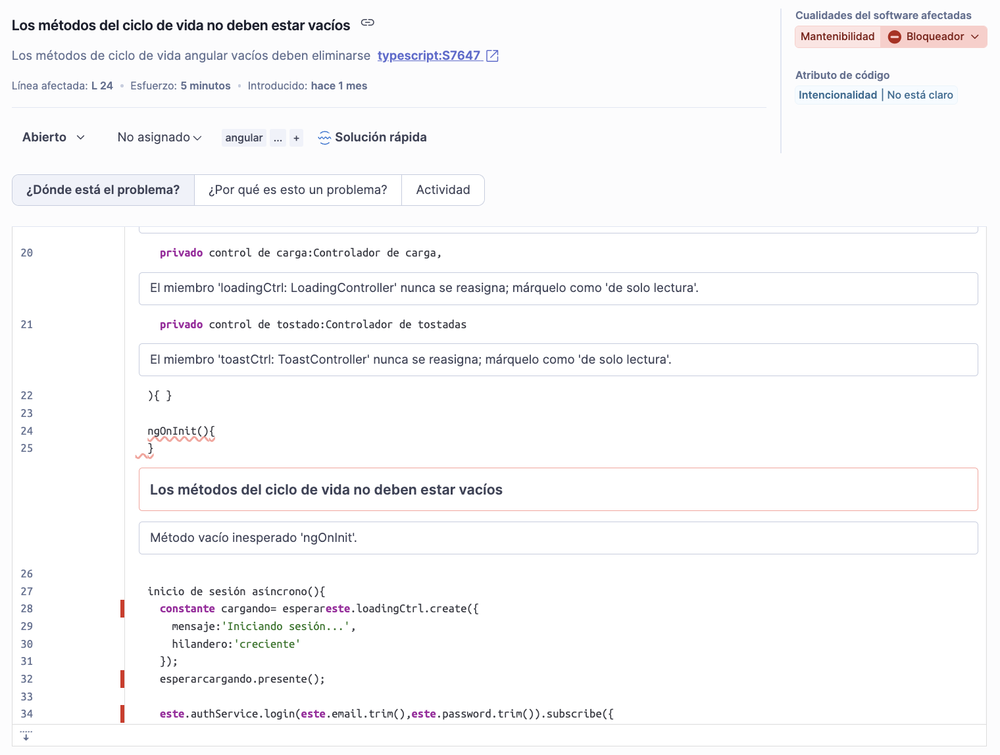 Los métodos del ciclo de vida no deben estar vacíos
Los métodos de ciclo de vida angular vacíos deben eliminarse typescript:S7647
Línea afectada: L 24 • Esfuerzo: 5 minutos • Introducido: hace 1 mes
Cualidades del software afectadas
Mantenibilidad Bloqueador
Atributo de código
Intencionalidad | No está claro
Abierto No asignado angular ... + Solución rápida
¿Dónde está el problema? ¿Por qué es esto un problema? Actividad
20 privado control de carga:Controlador de carga,
El miembro 'loadingCtrl: LoadingController' nunca se reasigna; márquelo como 'de solo lectura'.
21 privado control de tostado:Controlador de tostadas
El miembro 'toastCtrl: ToastController' nunca se reasigna; márquelo como 'de solo lectura'.
22 ){ }
23
24 ngOnInit(){
25 }
Los métodos del ciclo de vida no deben estar vacíos
Método vacío inesperado 'ngOnInit'.
26
27 inicio de sesión asíncrono(){
28 constante cargando= esperareste.loadingCtrl.create({
29 mensaje:'Iniciando sesión...',
30 hilandero:'creciente'
31 });
32 esperarcargando.presente();
33
34 este.authService.login(este.email.trim(),este.password.trim()).subscribe({